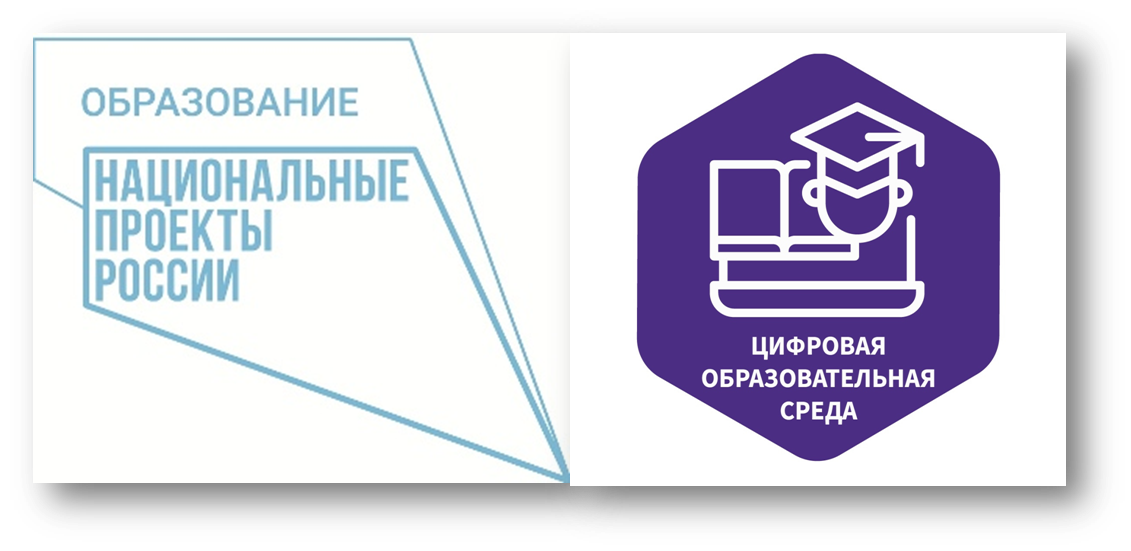 ОБРАЗОВАНИЕ
НАЦИОНАЛЬНЫЕ
ПРОЕКТЫ
РОССИИ
ЦИФРОВАЯ
ОБРАЗОВАТЕЛЬНАЯ
СРЕДА